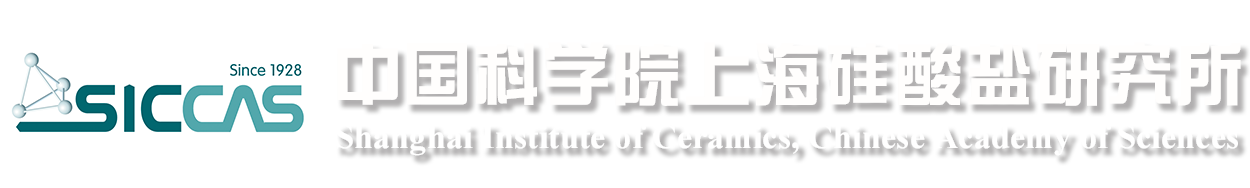 Since 1928
SICCAS
中国科学院上海硅酸盐研究所
Shanghai Institute of Ceramics, Chinese Academy of Sciences